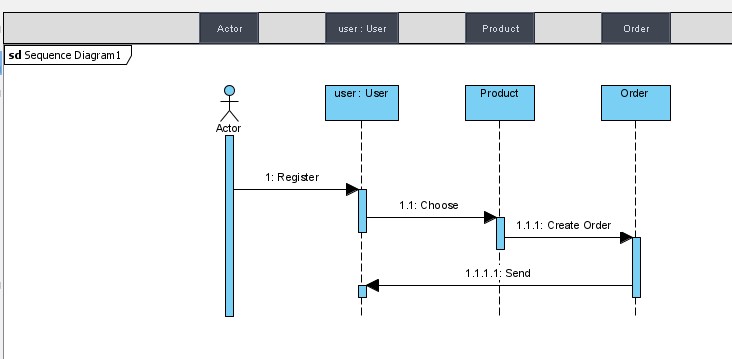 Actor
user : User
Product
Order
sd Sequence Diagram1
user : User
Product
Order
Actor
1: Register
1.1: Choose
1.1.1: Create Order
1.1.1.1: Send